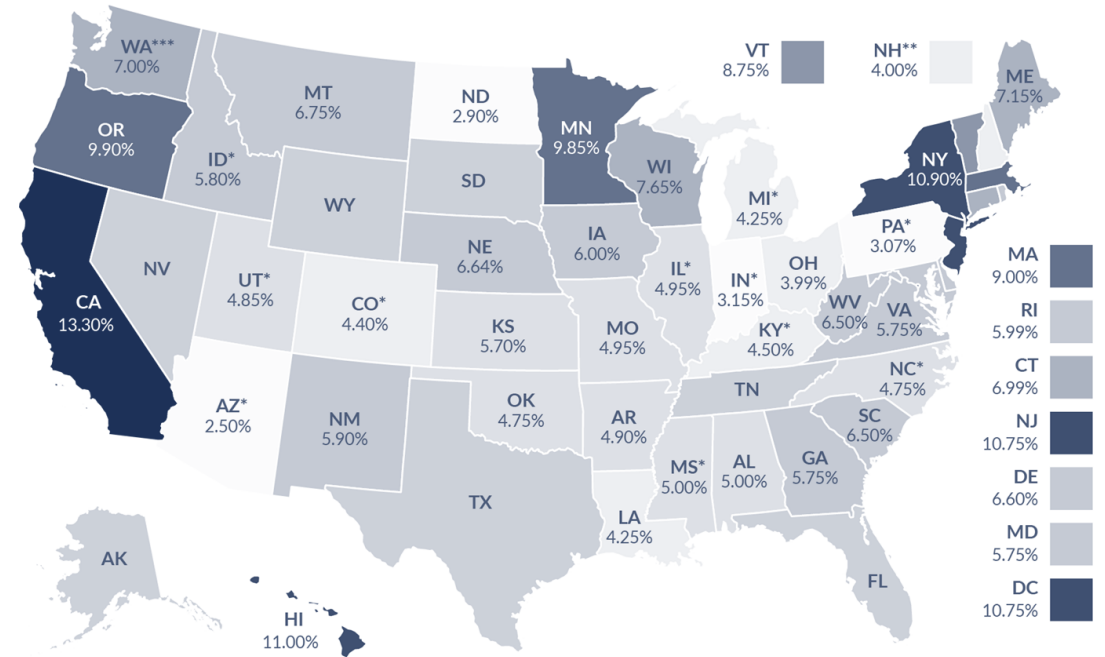 WA***
7.00%
VT
8.75%
NH**
4.00%
ME
7.15%
MT
6.75%
ND
2.90%
MN
9.85%
OR
9.90%
ID*
5.80%
SD
WI
7.65%
NY
10.90%
WY
MI*
4.25%
PA*
3.07%
NE
6.64%
IA
6.00%
NV
UT*
4.85%
CO*
4.40%
IL*
4.95%
IN*
3.15%
OH
3.99%
MA
9.00%
CA
13.30%
KS
5.70%
MO
4.95%
KY*
4.50%
WV
6.50%
VA
5.75%
RI
5.99%
CT
6.99%
AZ*
2.50%
NM
5.90%
OK
4.75%
AR
4.90%
TN
NC*
4.75%
SC
6.50%
NJ
10.75%
MS*
5.00%
AL
5.00%
GA
5.75%
DE
6.60%
TX
LA
4.25%
MD
5.75%
AK
HI
11.00%
FL
DC
10.75%